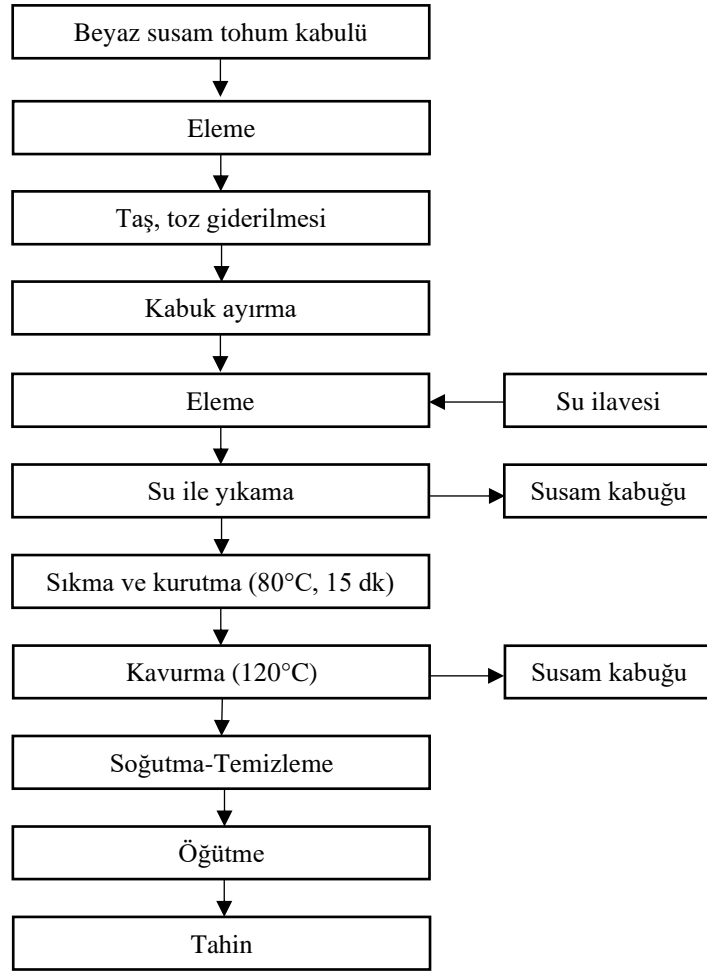 Beyaz susam tohum kabulü
Eleme
Taş, toz giderilmesi
Kabuk ayırma
Eleme
Su ilavesi
Su ile yıkama
Susam kabuğu
Sıkma ve kurutma (80°C, 15 dk)
Kavurma (120°C)
Susam kabuğu
Soğutma-Temizleme
Öğütme
Tahin